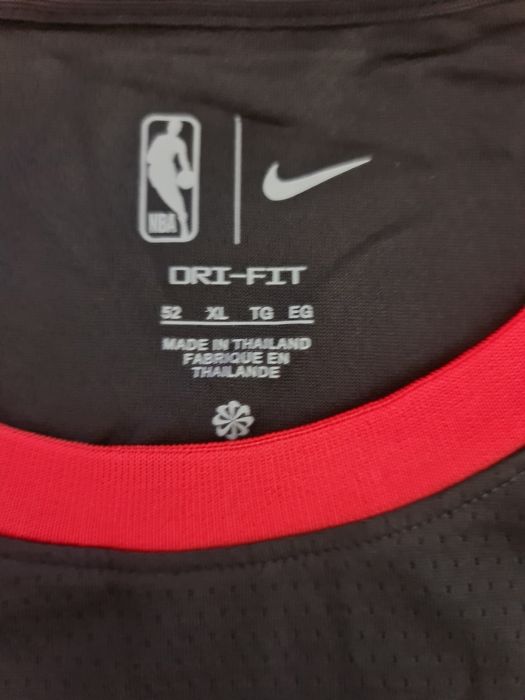 NBA
DRI-FIT
52 XL TG EG
MADE IN THAILAND
FABRIQUE EN
THAILANDE